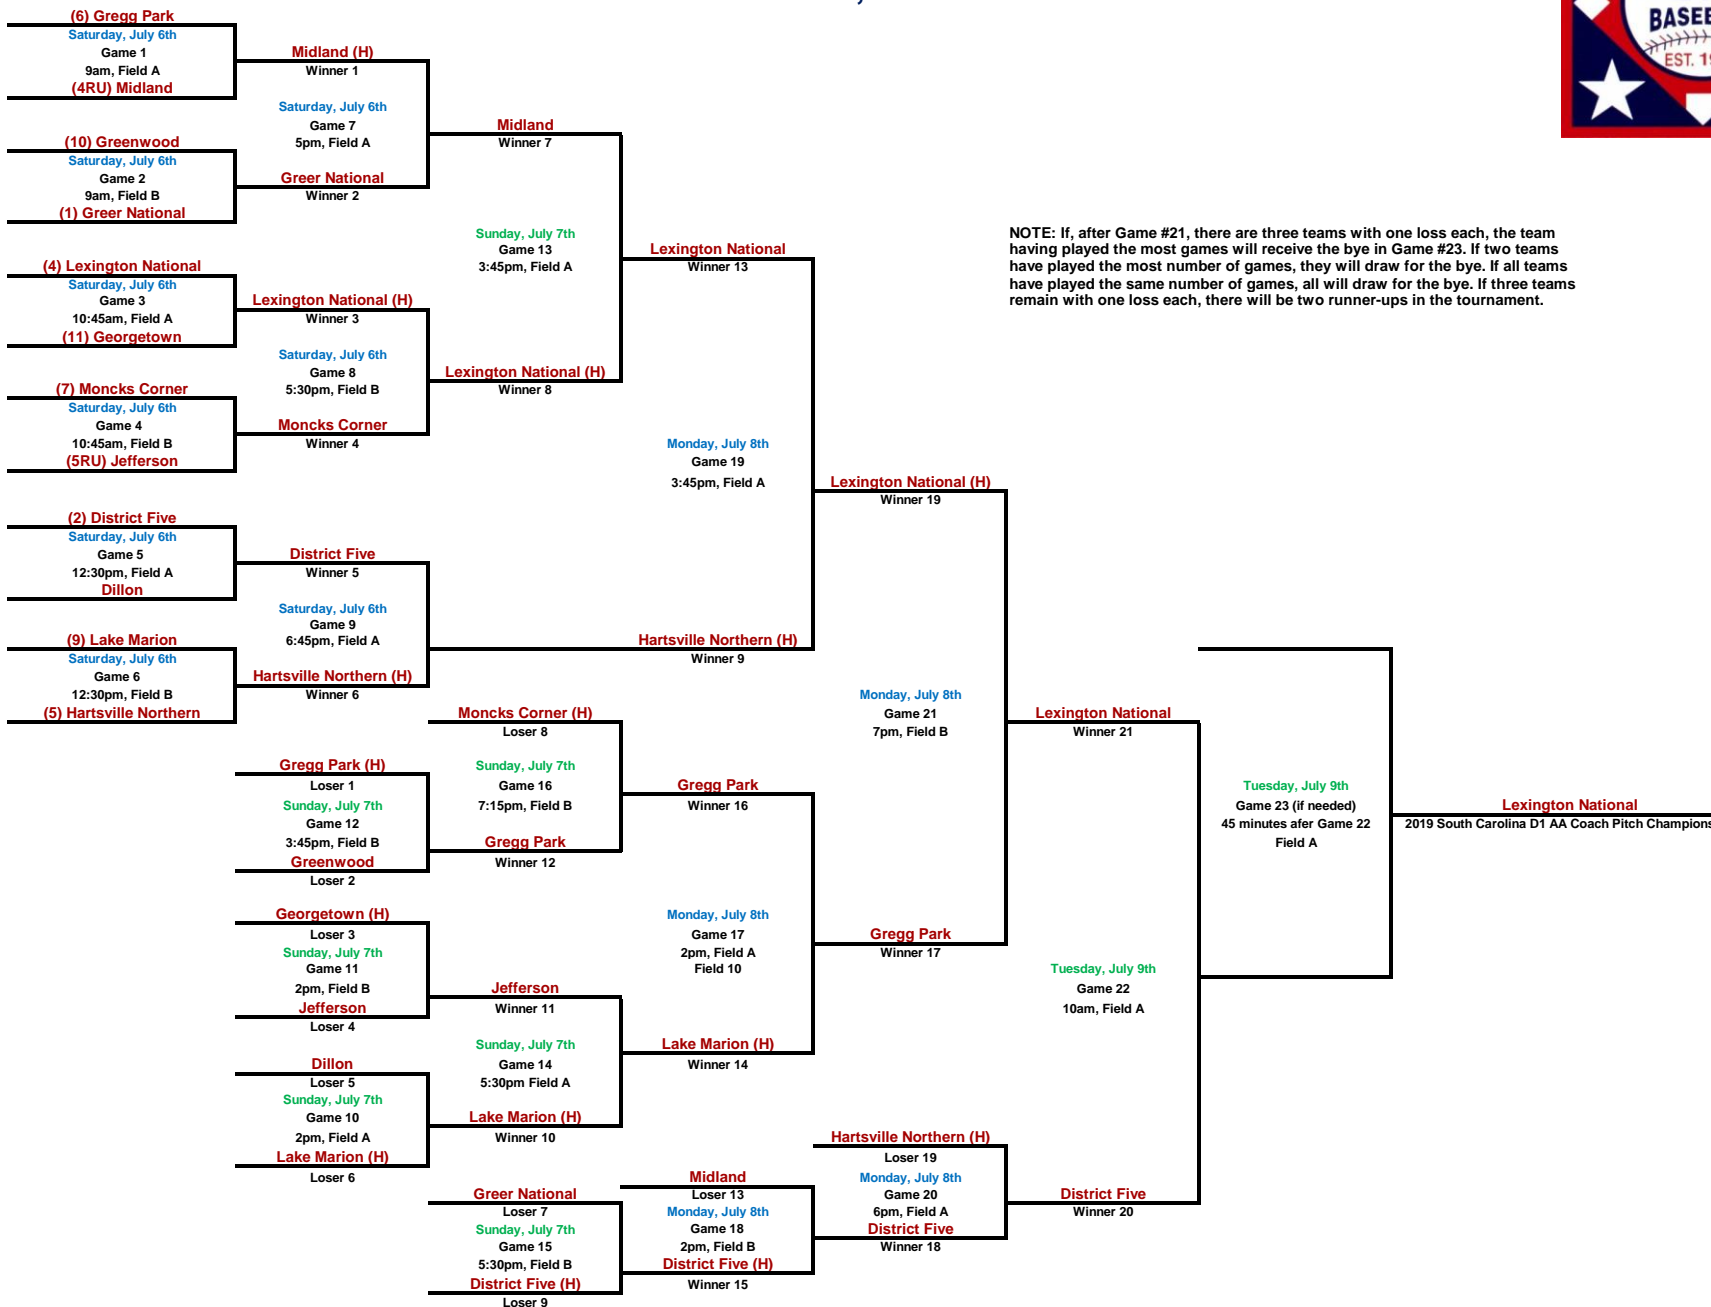 (6) Gregg Park
Saturday, July 6th
Game 1
9am, Field A
(4RU) Midland
(10) Greenwood
Saturday, July 6th
Game 2
9am, Field B
(1) Greer National
(4) Lexington National
Saturday, July 6th
Game 3
10:45am, Field A
(11) Georgetown
(7) Moncks Corner
Saturday, July 6th
Game 4
10:45am, Field B
(5RU) Jefferson
(2) District Five
Saturday, July 6th
Game 5
12:30pm, Field A
Dillon
(9) Lake Marion
Saturday, July 6th
Game 6
12:30pm, Field B
(5) Hartsville Northern
Midland (H)
Winner 1
Saturday, July 6th
Game 7
5pm, Field A
Greer National
Winner 2
Lexington National (H)
Winner 3
Saturday, July 6th
Game 8
5:30pm, Field B
Moncks Corner
Winner 4
District Five
Winner 5
Saturday, July 6th
Game 9
6:45pm, Field A
Hartsville Northern (H)
Winner 6
Gregg Park (H)
Loser 1
Sunday, July 7th
Game 12
3:45pm, Field B
Greenwood
Loser 2
Georgetown (H)
Loser 3
Sunday, July 7th
Game 11
2pm, Field B
Jefferson
Loser 4
Dillon
Loser 5
Sunday, July 7th
Game 10
2pm, Field A
Lake Marion (H)
Loser 6
Midland
Winner 7
Sunday, July 7th
Game 13
3:45pm, Field A
Lexington National (H)
Winner 8
Moncks Corner (H)
Loser 8
Sunday, July 7th
Game 16
7:15pm, Field B
Gregg Park
Winner 12
Jefferson
Winner 11
Sunday, July 7th
Game 14
5:30pm Field A
Lake Marion (H)
Winner 10
Greer National
Loser 7
Sunday, July 7th
Game 15
5:30pm, Field B
District Five (H)
Loser 9
Lexington National
Winner 13
Monday, July 8th
Game 19
3:45pm, Field A
Hartsville Northern (H)
Winner 9
Gregg Park
Winner 16
Monday, July 8th
Game 17
2pm, Field A
Field 10
Lake Marion (H)
Winner 14
Midland
Loser 13
Monday, July 8th
Game 18
2pm, Field B
District Five (H)
Winner 15
Lexington National (H)
Winner 19
Monday, July 8th
Game 21
7pm, Field B
Gregg Park
Winner 17
Hartsville Northern (H)
Loser 19
Monday, July 8th
Game 20
6pm, Field A
District Five
Winner 18
NOTE: If, after Game #21, there are three teams with one loss each, the team
having played the most games will receive the bye in Game #23. If two teams
have played the most number of games, they will draw for the bye. If all teams
have played the same number of games, all will draw for the bye. If three teams
remain with one loss each, there will be two runner-ups in the tournament.
Lexington National
Winner 21
Tuesday, July 9th
Game 22
10am, Field A
District Five
Winner 20
Tuesday, July 9th
Game 23 (if needed)
45 minutes afer Game 22
Field A
Lexington National
2019 South Carolina D1 AA Coach Pitch Champions
EST.